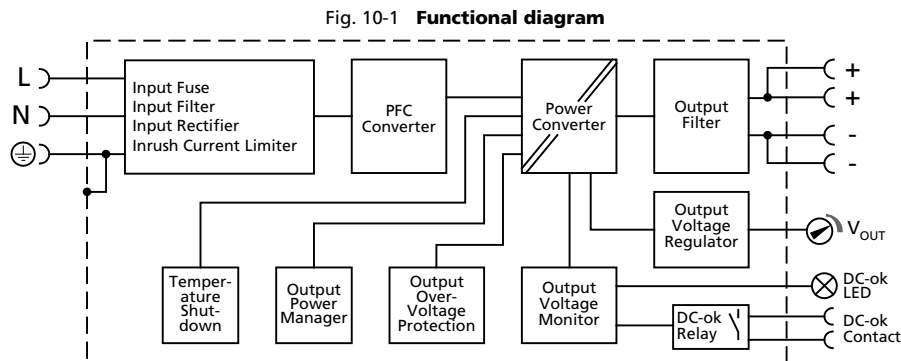 Fig. 10-1 Functional diagram
L
N
Input Fuse
Input Filter
Input Rectifier
Inrush Current Limiter
PFC
Converter
Power
Converter
Output
Filter
+
+
-
-
Output
Voltage
Regulator
VOUT
Temper-
ature
Shut-
down
Output
Power
Manager
Output
Over-
Voltage
Protection
Output
Voltage
Monitor
DC-ok
LED
DC-ok
Relay
DC-ok
Contact